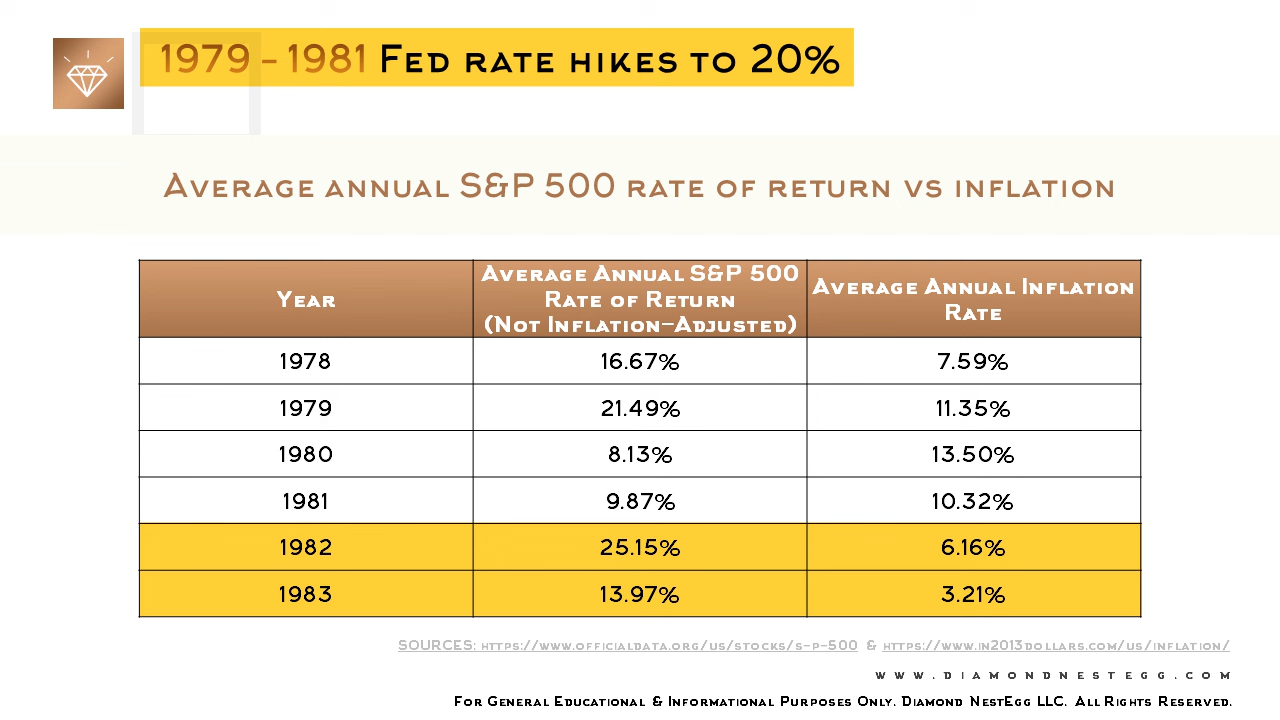 1979 – 1981 Fed rate hikes to 20%
Average annual S&P 500 rate of return vs inflation
Year
Average Annual S&P 500
Rate of Return
(Not Inflation-Adjusted)
Average Annual Inflation
Rate
1978 16.67% 7.59%
1979 21.49% 11.35%
1980 8.13% 13.50%
1981 9.87% 10.32%
1982 25.15% 6.16%
1983 13.97% 3.21%
SOURCES: https://www.officialdata.org/us/stocks/s-p-500 & https://www.in2013dollars.com/us/inflation/
www.diamondnestegg.com
For General Educational & Informational Purposes Only. Diamond NestEgg LLC. All Rights Reserved.